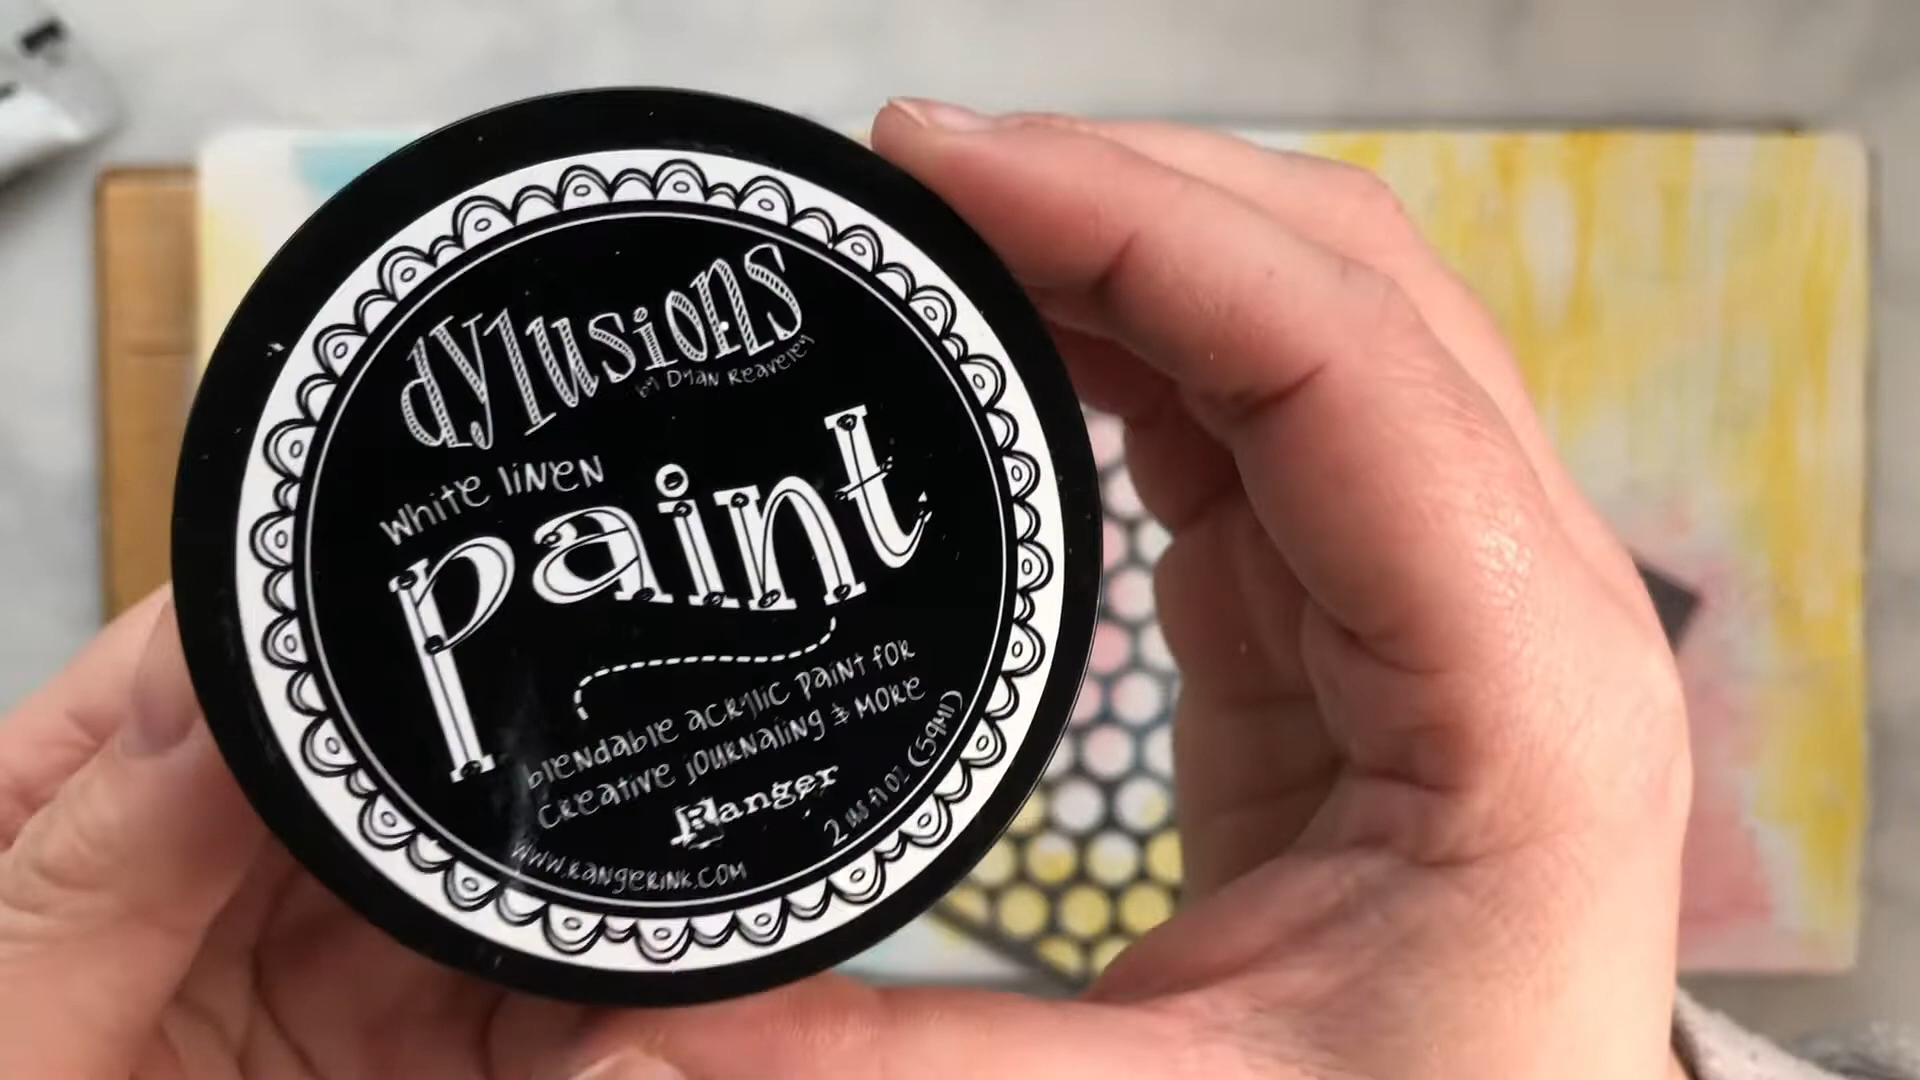 dylusions
by Dyan Reaveley
white linen
paint
blendable acrylic paint for
creative journaling & more
Ranger
2 us fl oz (59ml)
www.rangerink.com